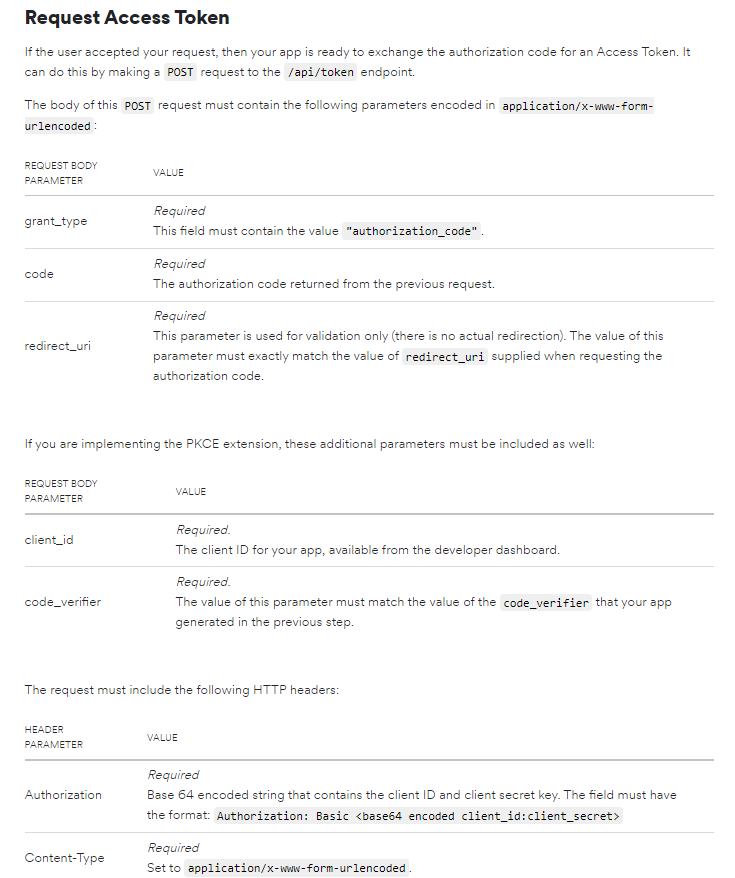 Request Access Token
If the user accepted your request, then your app is ready to exchange the authorization code for an Access Token. It
can do this by making a POST request to the /api/token endpoint.
The body of this POST request must contain the following parameters encoded in application/x-www-form-
urlencoded:
REQUEST BODY
PARAMETER
VALUE
grant_type
Required
This field must contain the value "authorization_code".
code
Required
The authorization code returned from the previous request.
redirect_uri
Required
This parameter is used for validation only (there is no actual redirection). The value of this
parameter must exactly match the value of redirect_uri supplied when requesting the
authorization code.
If you are implementing the PKCE extension, these additional parameters must be included as well:
REQUEST BODY
PARAMETER
VALUE
client_id
Required.
The client ID for your app, available from the developer dashboard.
code_verifier
Required.
The value of this parameter must match the value of the code_verifier that your app
generated in the previous step.
The request must include the following HTTP headers:
HEADER
PARAMETER
VALUE
Authorization
Required
Base 64 encoded string that contains the client ID and client secret key. The field must have
the format: Authorization: Basic <base64 encoded client_id:client_secret>
Content-Type
Required
Set to application/x-www-form-urlencoded.